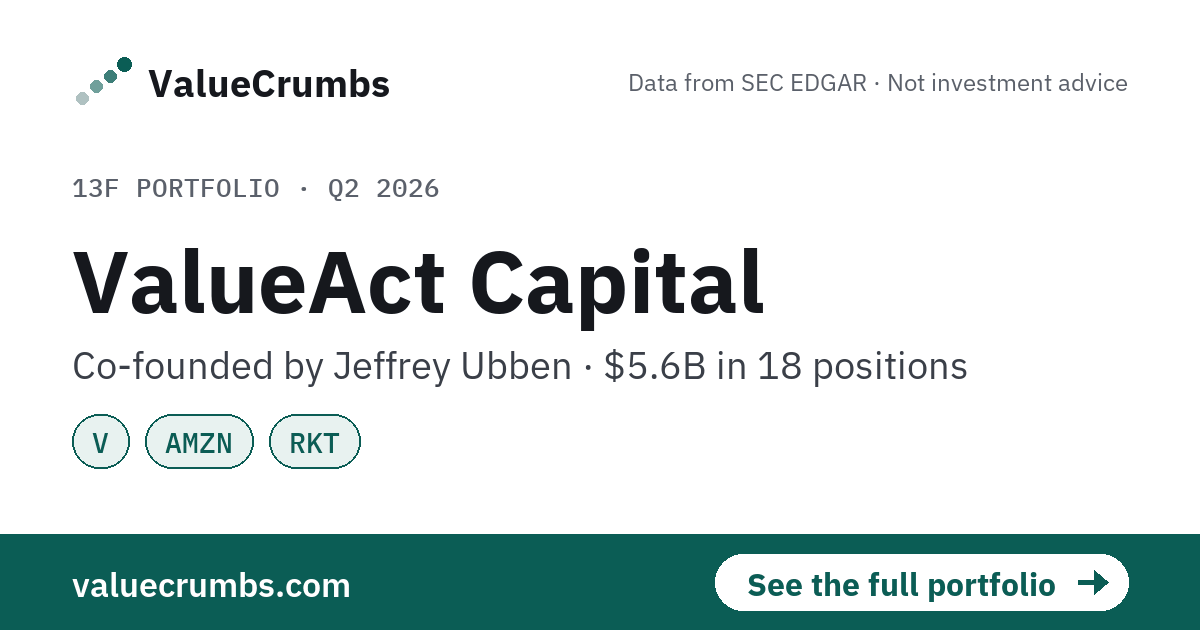 ValueCrumbs
Data from SEC EDGAR · Not investment advice
13F PORTFOLIO · Q2 2026
ValueAct Capital
Co-founded by Jeffrey Ubben · $5.6B in 18 positions
V AMZN RKT
valuecrumbs.com
See the full portfolio →